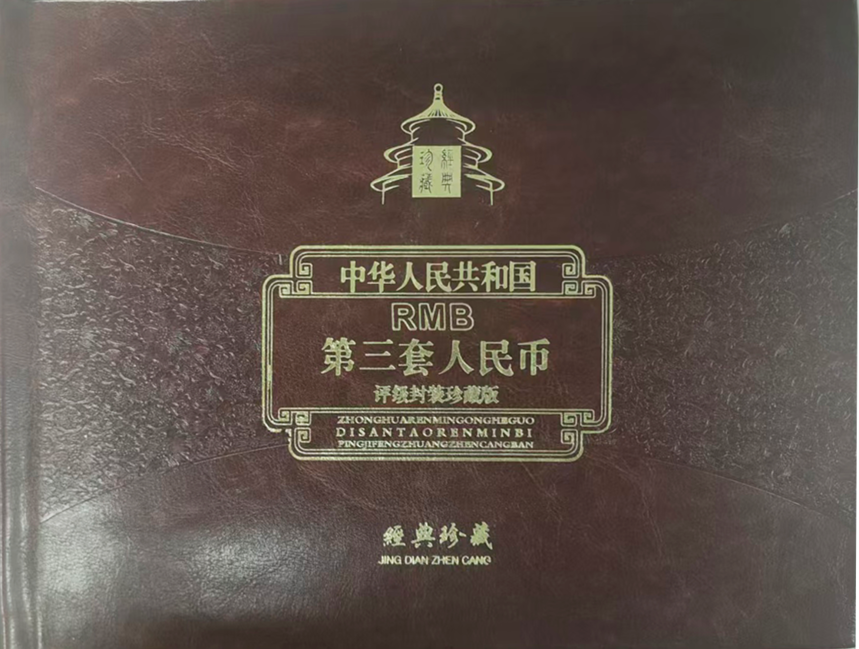 經典
珍藏
中华人民共和国
RMB
第三套人民币
评级封装珍藏版
ZHONGHUARENMINGONGHEGUO
DISANTAORENMINBI
PINGJIFENGZHUANGZHENCANGBAN
經典珍藏
JING DIAN ZHEN CANG